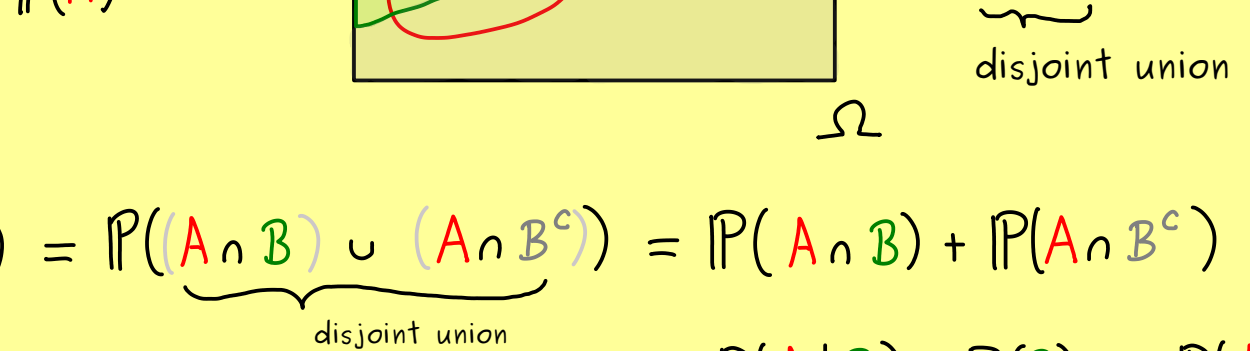 disjoint union
Ω
) = ℙ((A ∩ B) ∪ (A ∩ Bᶜ)) = ℙ(A ∩ B) + ℙ(A ∩ Bᶜ)
disjoint union